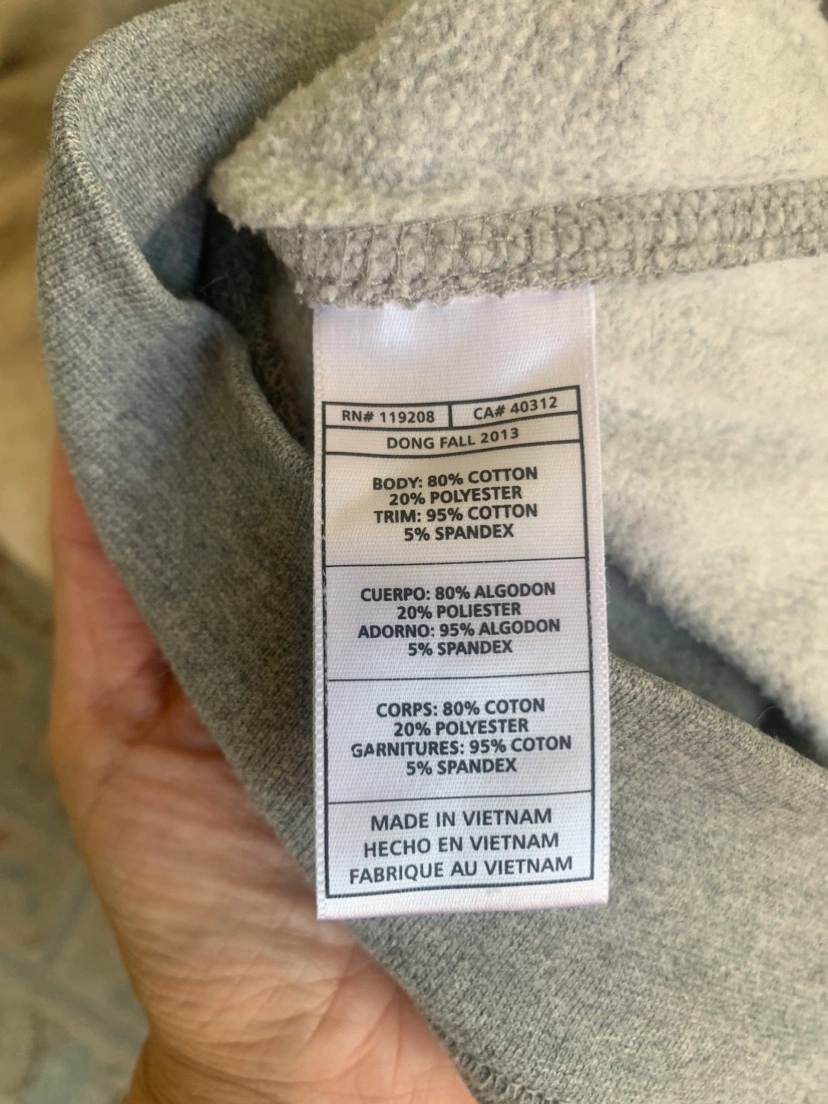 RN# 119208 CA# 40312
DONG FALL 2013
BODY: 80% COTTON
20% POLYESTER
TRIM: 95% COTTON
5% SPANDEX
CUERPO: 80% ALGODON
20% POLIESTER
ADORNO: 95% ALGODON
5% SPANDEX
CORPS: 80% COTON
20% POLYESTER
GARNITURES: 95% COTON
5% SPANDEX
MADE IN VIETNAM
HECHO EN VIETNAM
FABRIQUE AU VIETNAM